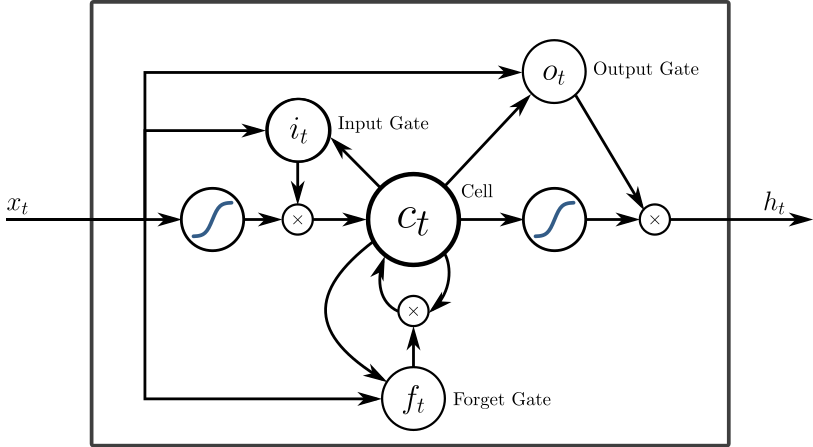 o_t Output Gate
i_t Input Gate
x_t
×
c_t Cell
×
h_t
×
f_t Forget Gate